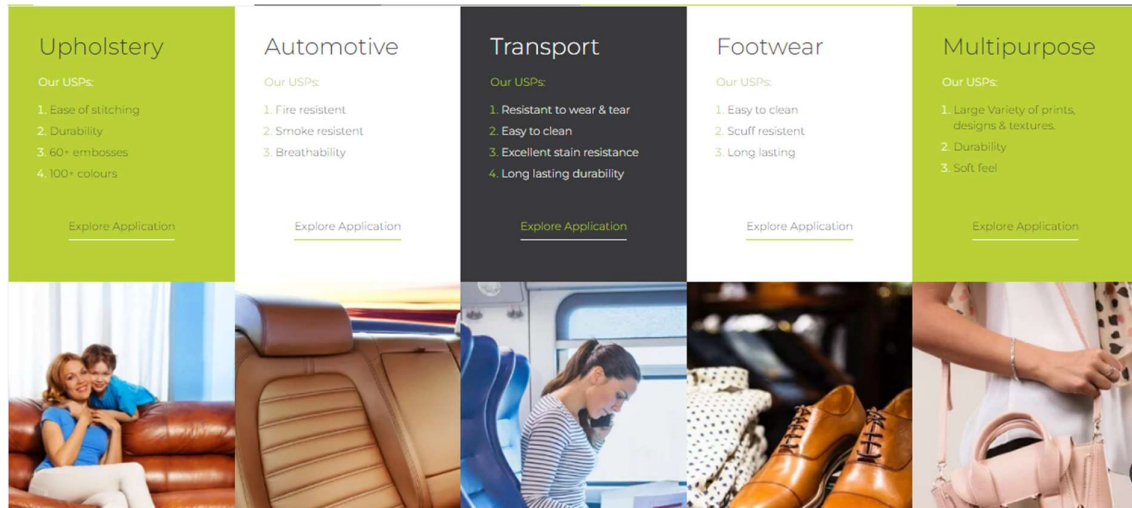 Upholstery
Our USPs:
1. Ease of stitching
2. Durability
3. 60+ embosses
4. 100+ colours
Explore Application
Automotive
Our USPs:
1. Fire resistent
2. Smoke resistent
3. Breathability
Explore Application
Transport
Our USPs:
1. Resistant to wear & tear
2. Easy to clean
3. Excellent stain resistance
4. Long lasting durability
Explore Application
Footwear
Our USPs:
1. Easy to clean
2. Scuff resistent
3. Long lasting
Explore Application
Multipurpose
Our USPs:
1. Large Variety of prints,
designs & textures.
2. Durability
3. Soft feel
Explore Application